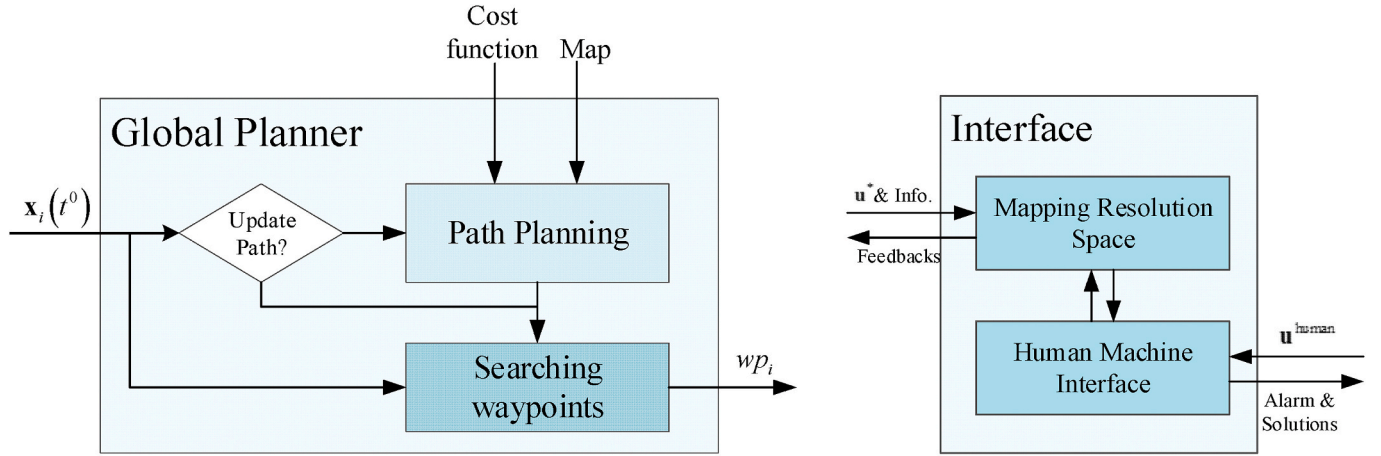 Cost
function
Map
Global Planner
x_i(t^0)
Update
Path?
Path Planning
Searching
waypoints
wp_i
Interface
u* & Info.
Feedbacks
Mapping Resolution
Space
Human Machine
Interface
u^human
Alarm &
Solutions